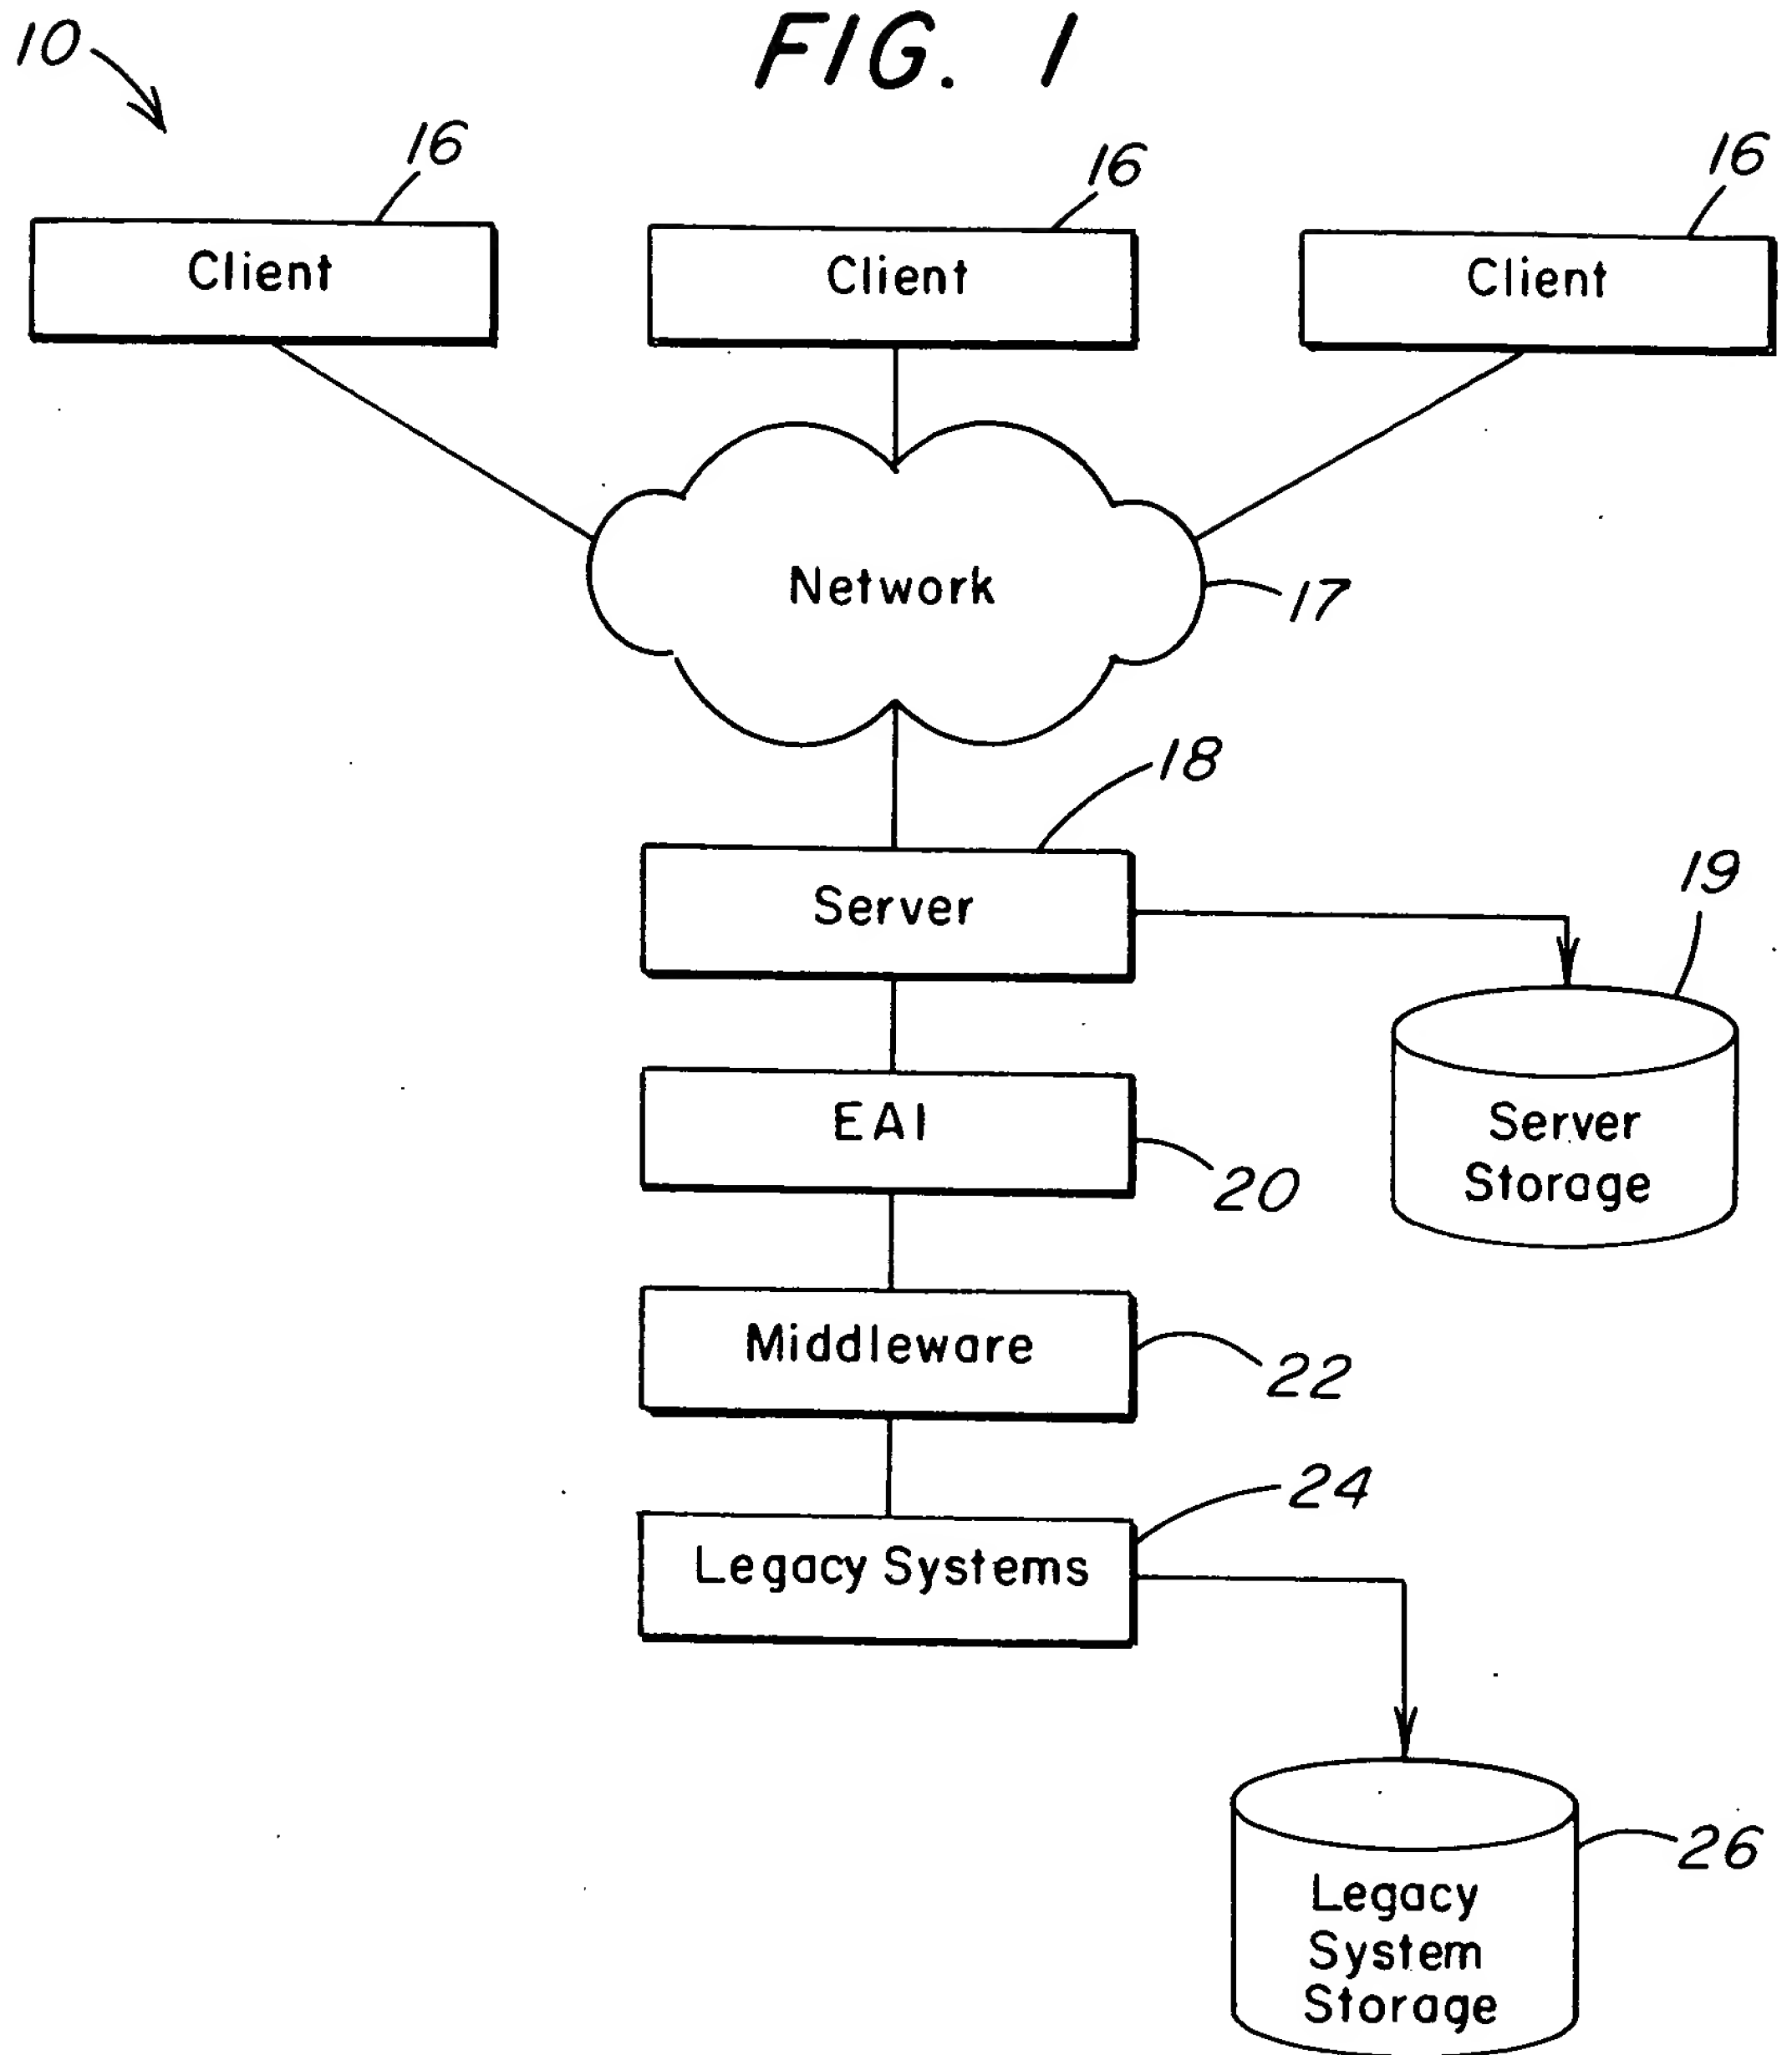 FIG. 1
10
16
16
16
Client
Client
Client
Network
17
18
Server
19
EAI
20
Server
Storage
Middleware
22
24
Legacy Systems
26
Legacy
System
Storage